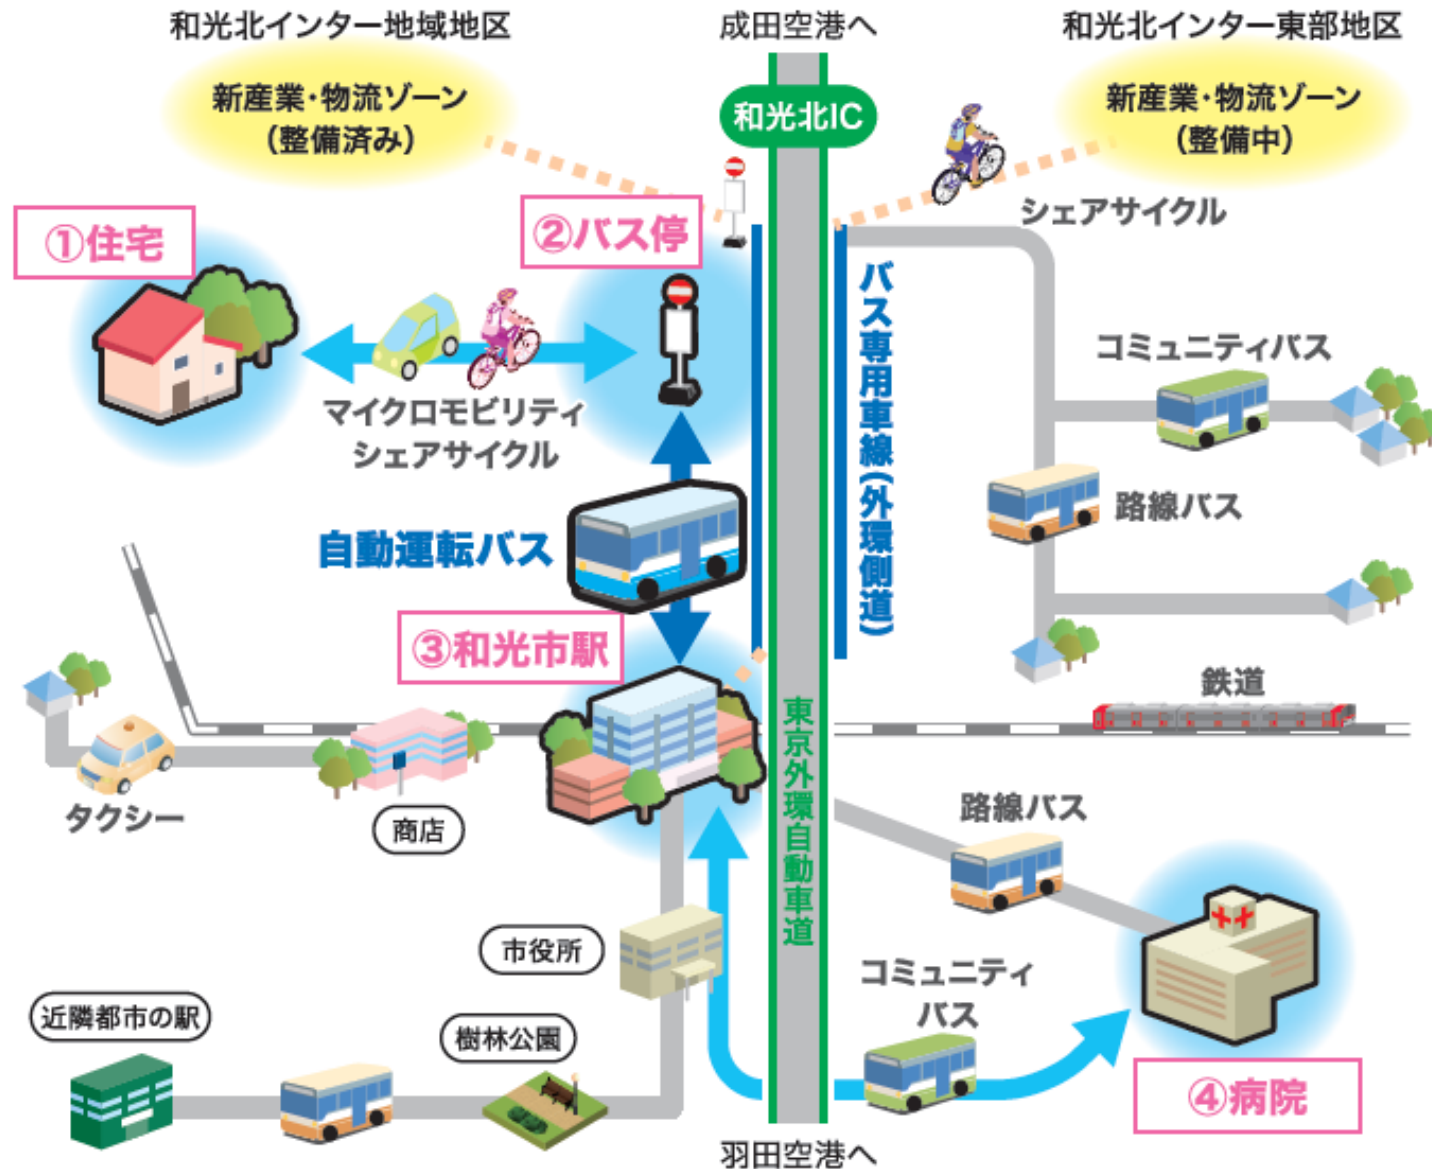 和光北インター地域地区
成田空港へ
和光北インター東部地区
新産業・物流ゾーン
(整備済み)
和光北IC
新産業・物流ゾーン
(整備中)
シェアサイクル
①住宅
②バス停
マイクロモビリティ
シェアサイクル
バス専用車線(外環側道)
コミュニティバス
路線バス
自動運転バス
③和光市駅
鉄道
東京外環自動車道
タクシー
商店
路線バス
市役所
コミュニティ
バス
近隣都市の駅
樹林公園
④病院
羽田空港へ